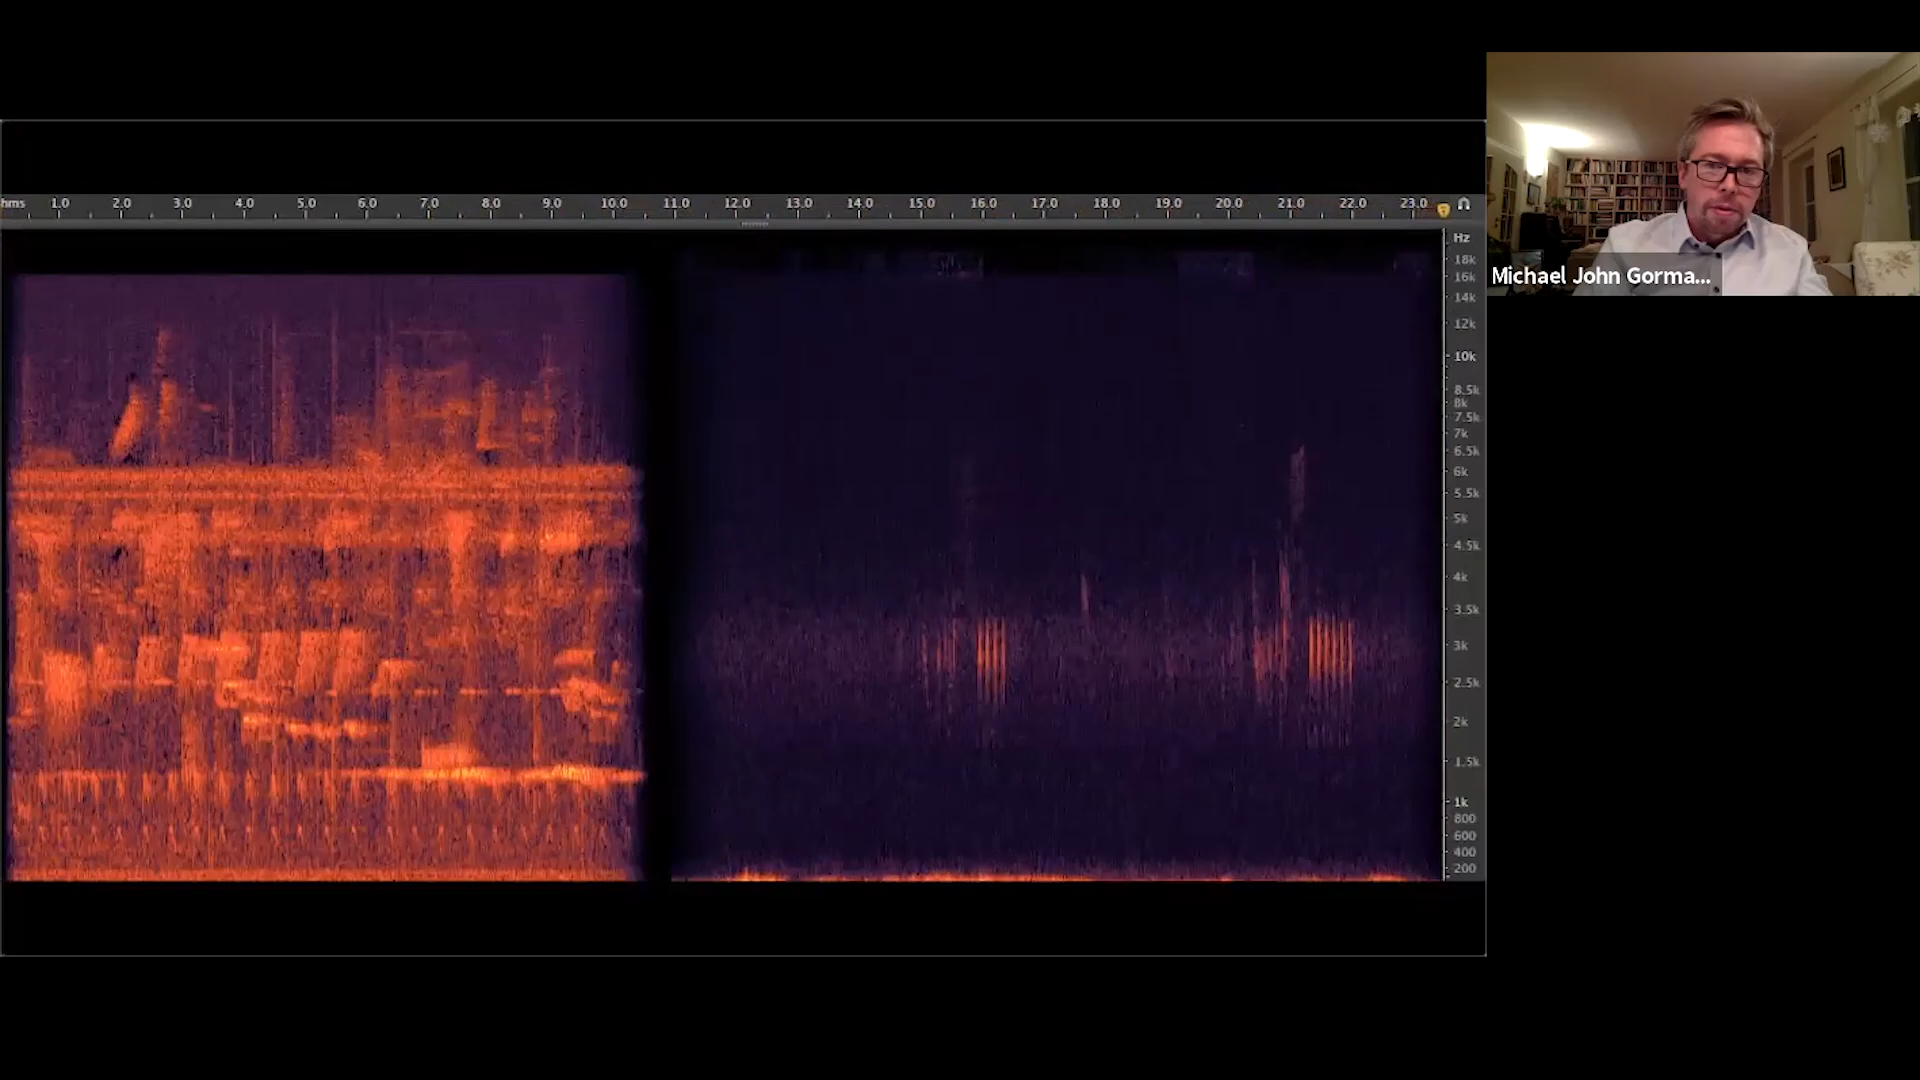 hms 1.0 2.0 3.0 4.0 5.0 6.0 7.0 8.0 9.0 10.0 11.0 12.0 13.0 14.0 15.0 16.0 17.0 18.0 19.0 20.0 21.0 22.0 23.0
Hz
18k
16k
14k
12k
10k
8.5k
8k
7.5k
7k
6.5k
6k
5.5k
5k
4.5k
4k
3.5k
3k
2.5k
2k
1.5k
1k
800
600
400
200
Michael John Gorma...